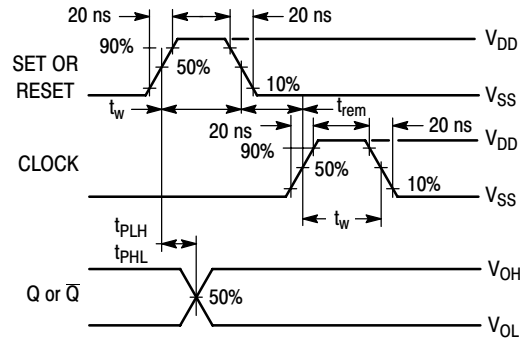 20 ns
20 ns
90%
V_DD
SET OR
50%
RESET
10%
V_SS
t_w
t_rem
20 ns
20 ns
V_DD
CLOCK
90%
50%
10%
V_SS
t_w
t_PLH
t_PHL
V_OH
Q or Q̅
50%
V_OL